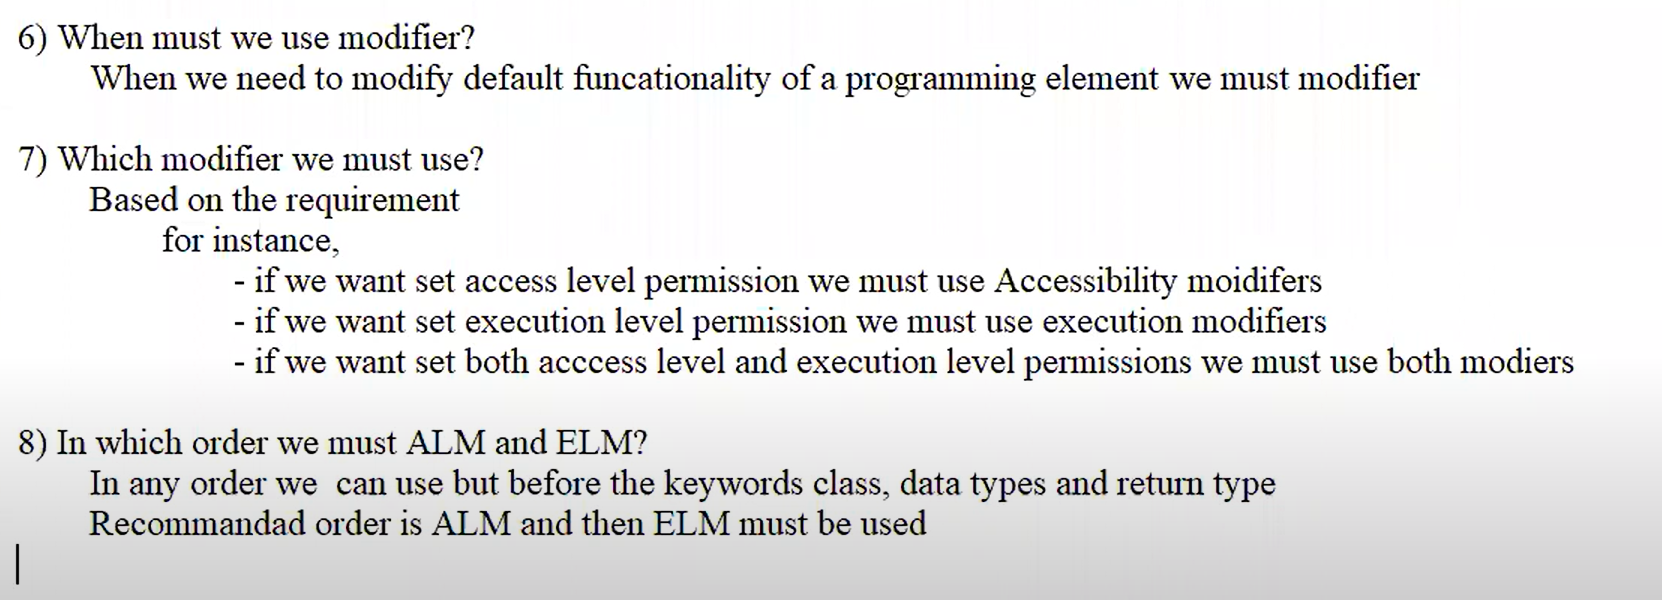 6) When must we use modifier?
When we need to modify default funcationality of a programming element we must modifier
7) Which modifier we must use?
Based on the requirement
for instance,
- if we want set access level permission we must use Accessibility moidifers
- if we want set execution level permission we must use execution modifiers
- if we want set both acccess level and execution level permissions we must use both modiers
8) In which order we must ALM and ELM?
In any order we can use but before the keywords class, data types and return type
Recommandad order is ALM and then ELM must be used